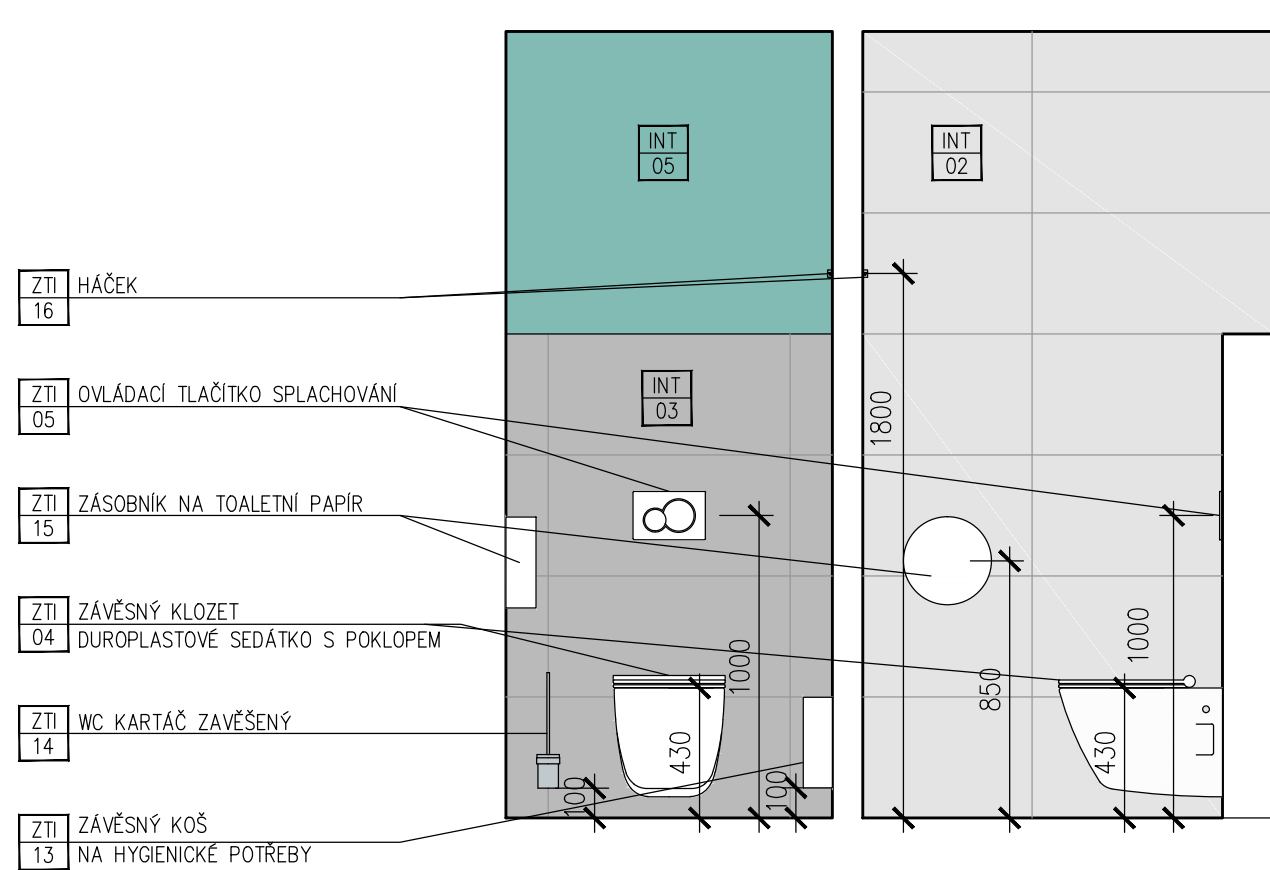 INT
05
INT
02
ZTI
16
HÁČEK
INT
03
ZTI
05
OVLÁDACÍ TLAČÍTKO SPLACHOVÁNÍ
1800
ZTI
15
ZÁSOBNÍK NA TOALETNÍ PAPÍR
ZTI
04
ZÁVĚSNÝ KLOZET
DUROPLASTOVÉ SEDÁTKO S POKLOPEM
1000
1000
850
ZTI
14
WC KARTÁČ ZAVĚŠENÝ
430
430
100
100
ZTI
13
ZÁVĚSNÝ KOŠ
NA HYGIENICKÉ POTŘEBY